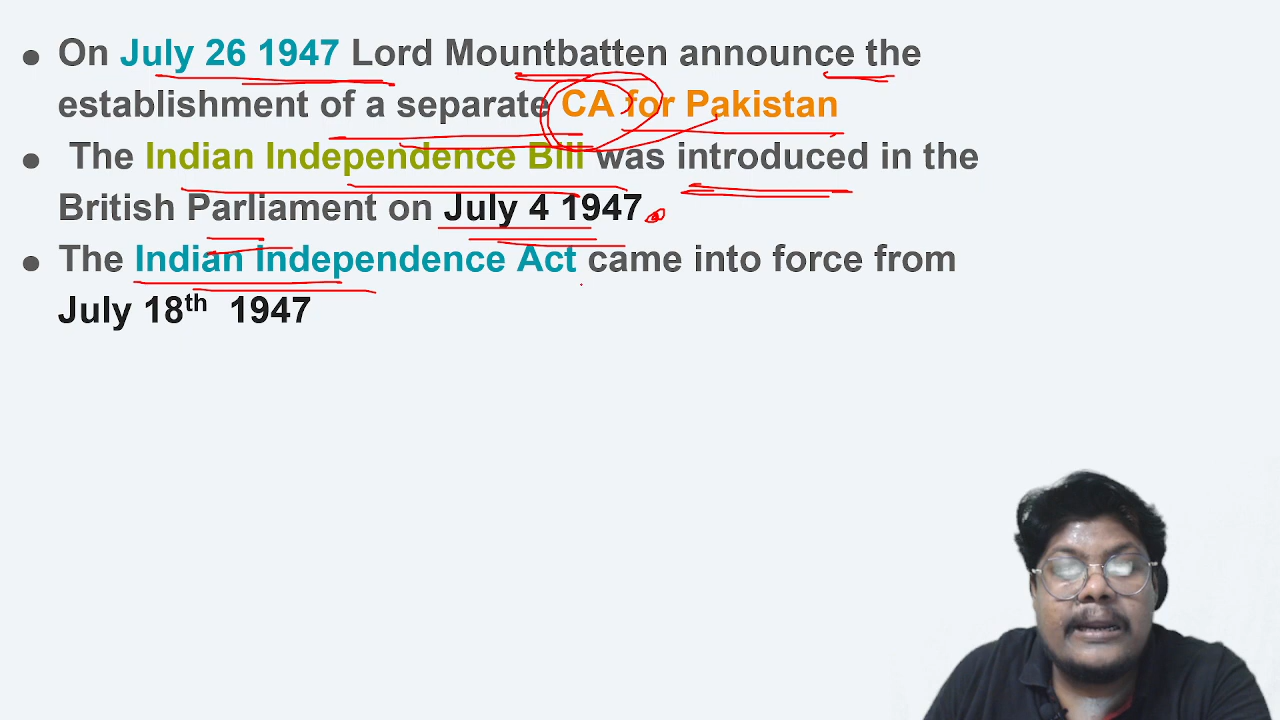 • On July 26 1947 Lord Mountbatten announce the
establishment of a separate CA for Pakistan
• The Indian Independence Bill was introduced in the
British Parliament on July 4 1947.
• The Indian Independence Act came into force from
July 18th 1947